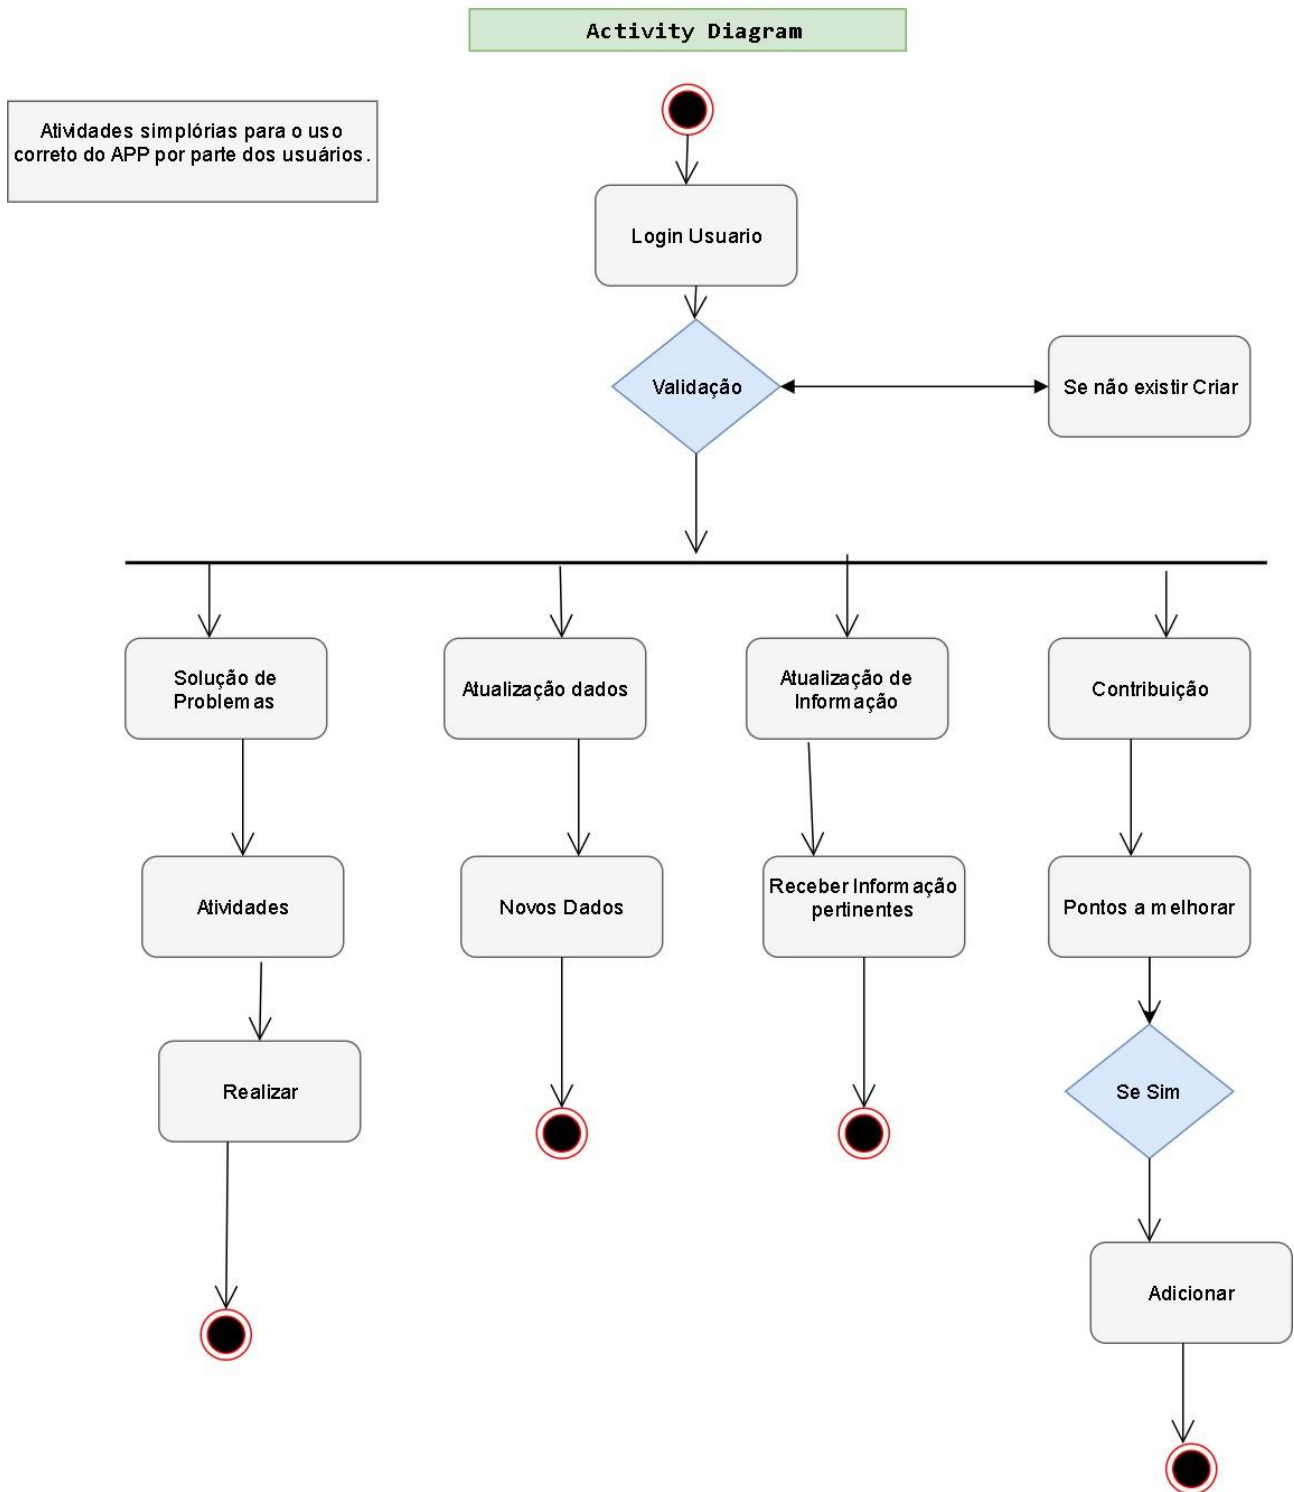 Activity Diagram
Atividades simplórias para o uso
correto do APP por parte dos usuários.
Login Usuario
Validação
Se não existir Criar
Solução de
Problemas
Atualização dados
Atualização de
Informação
Contribuição
Atividades
Novos Dados
Receber Informação
pertinentes
Pontos a melhorar
Realizar
Se Sim
Adicionar